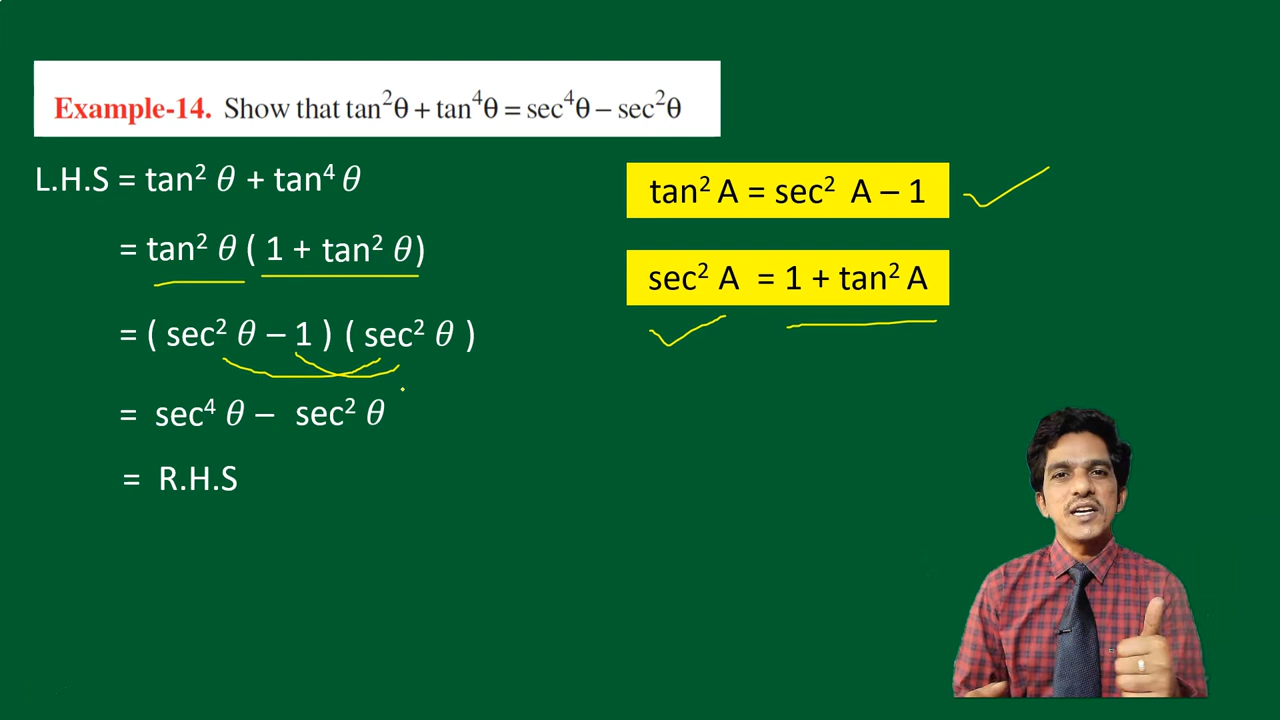 Example-14. Show that tan²θ + tan⁴θ = sec⁴θ – sec²θ
L.H.S = tan² θ + tan⁴ θ
= tan² θ ( 1 + tan² θ)
= ( sec² θ – 1 ) ( sec² θ )
= sec⁴ θ – sec² θ
= R.H.S
tan² A = sec² A – 1
sec² A = 1 + tan² A